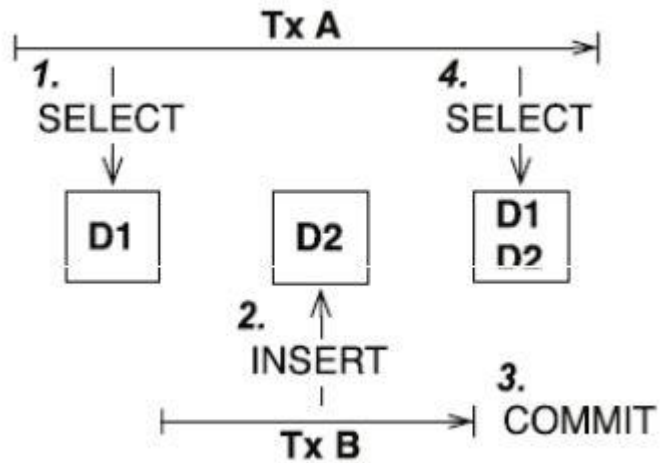 Tx A
1.
SELECT
4.
SELECT
D1
D2
D1
D2
2.
INSERT
3.
COMMIT
Tx B